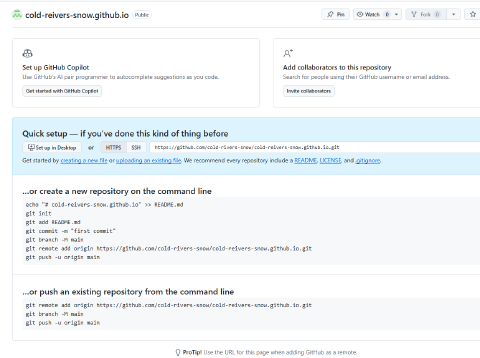 cold-reivers-snow.github.io Public
Pin Watch 0 Fork 0
Set up GitHub Copilot
Use GitHub's AI pair programmer to autocomplete suggestions as you code.
Get started with GitHub Copilot
Add collaborators to this repository
Search for people using their GitHub username or email address.
Invite collaborators
Quick setup — if you've done this kind of thing before
Set up in Desktop or HTTPS SSH https://github.com/cold-reivers-snow/cold-reivers-snow.github.io.git
Get started by creating a new file or uploading an existing file. We recommend every repository include a README, LICENSE, and .gitignore.
...or create a new repository on the command line
echo "# cold-reivers-snow.github.io" >> README.md
git init
git add README.md
git commit -m "first commit"
git branch -M main
git remote add origin https://github.com/cold-rivers-snow/cold-reivers-snow.github.io.git
git push -u origin main
...or push an existing repository from the command line
git remote add origin https://github.com/cold-rivers-snow/cold-reivers-snow.github.io.git
git branch -M main
git push -u origin main
ProTip! Use the URL for this page when adding GitHub as a remote.